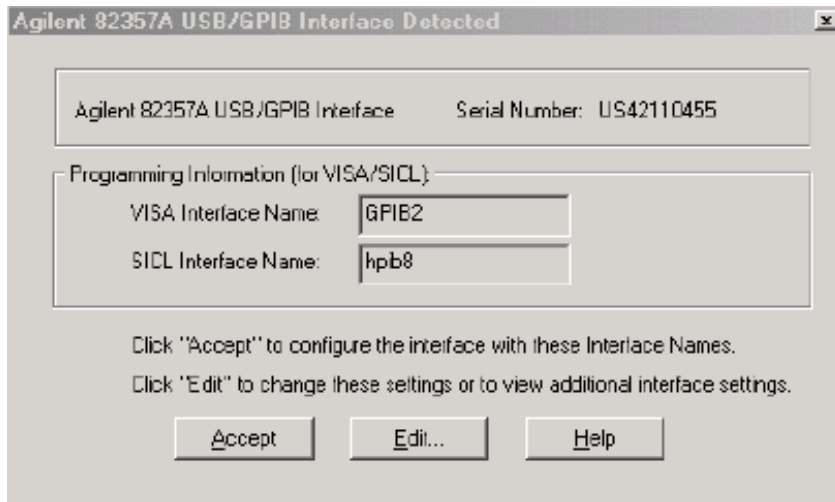 Agilent 82357A USB/GPIB Interface Detected
Agilent 82357A USB/GPIB Interface Serial Number: US42110455
Programming Information (for VISA/SICL):
VISA Interface Name: GPIB2
SICL Interface Name: hpib8
Click "Accept" to configure the interface with these Interface Names.
Click "Edit" to change these settings or to view additional interface settings.
Accept Edit... Help